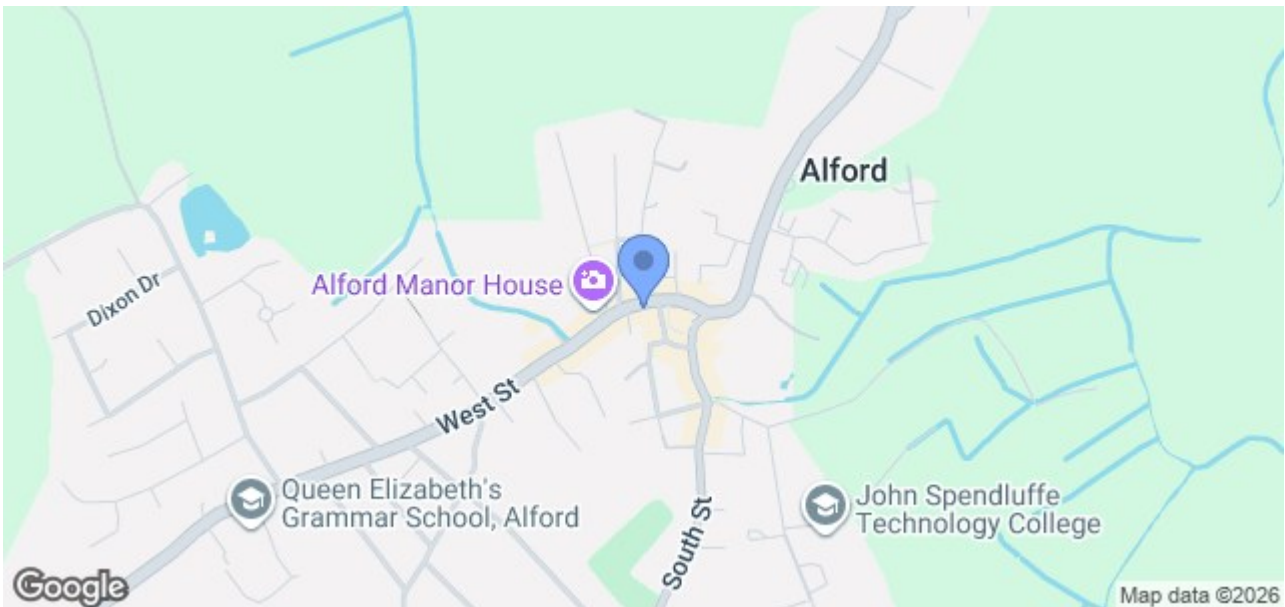 Alford
Alford Manor House
Dixon Dr
West St
Queen Elizabeth's
Grammar School, Alford
John Spendluffe
Technology College
South St
Google
Map data ©2026